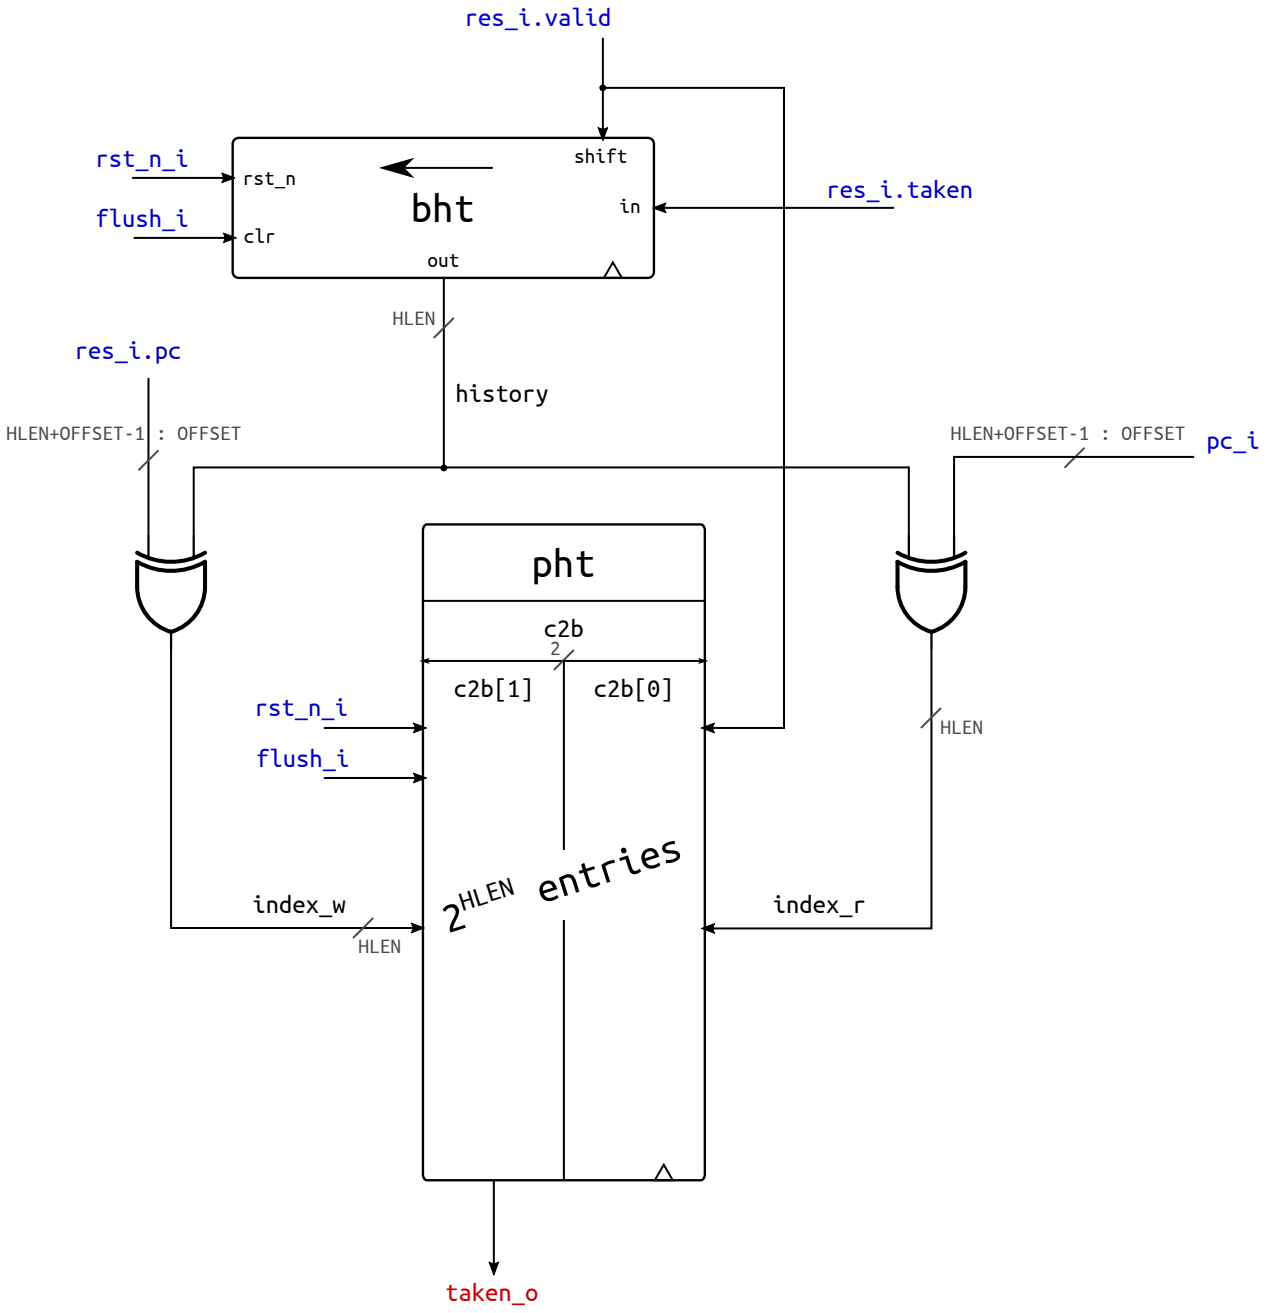 res_i.valid
rst_n_i
rst_n
shift
bht
in
res_i.taken
flush_i
clr
out
HLEN
res_i.pc
history
HLEN+OFFSET-1 : OFFSET
HLEN+OFFSET-1 : OFFSET
pc_i
pht
c2b
2
c2b[1]
c2b[0]
rst_n_i
HLEN
flush_i
2^HLEN entries
index_w
HLEN
index_r
taken_o